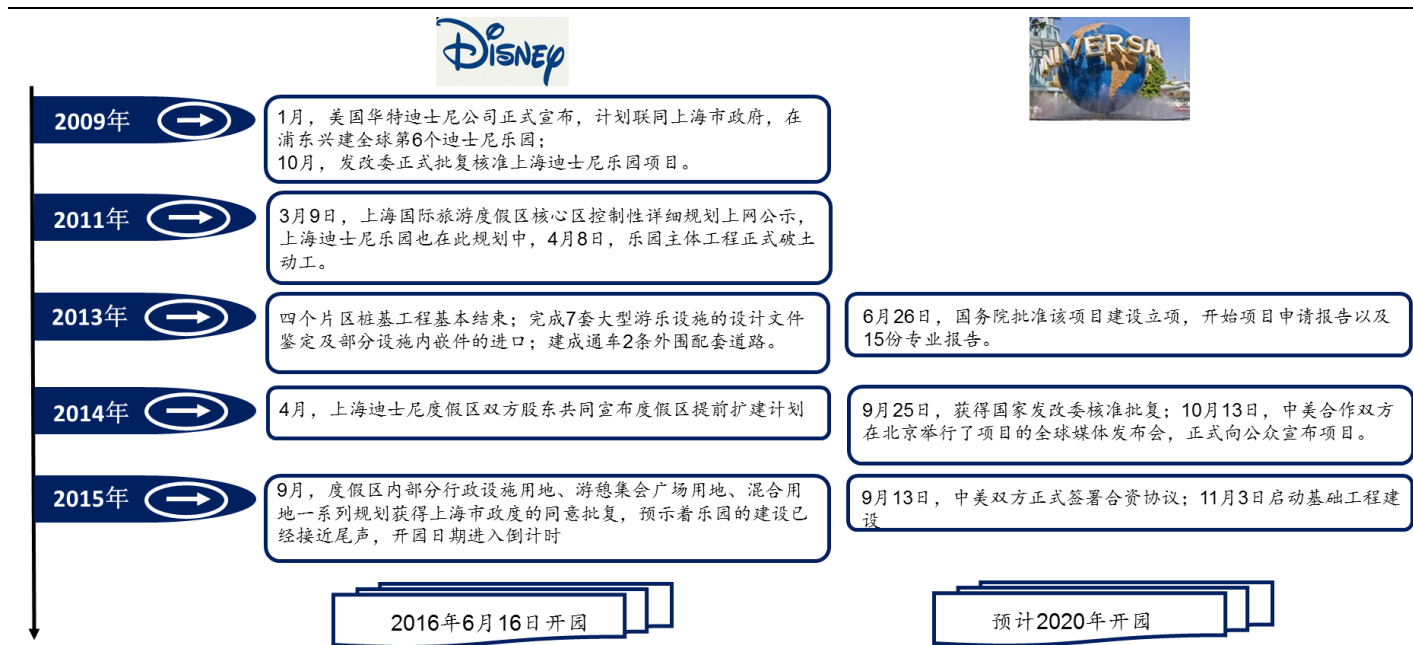 DISNEY
UNIVERSAL
2009年
1月，美国华特迪士尼公司正式宣布，计划联同上海市政府，在
浦东兴建全球第6个迪士尼乐园；
10月，发改委正式批复核准上海迪士尼乐园项目。
2011年
3月9日，上海国际旅游度假区核心区控制性详细规划上网公示，
上海迪士尼乐园也在此规划中，4月8日，乐园主体工程正式破土
动工。
2013年
四个片区桩基工程基本结束；完成7套大型游乐设施的设计文件
鉴定及部分设施内嵌件的进口；建成通车2条外围配套道路。
6月26日，国务院批准该项目建设立项，开始项目申请报告以及
15份专业报告。
2014年
4月，上海迪士尼度假区双方股东共同宣布度假区提前扩建计划
9月25日，获得国家发改委核准批复；10月13日，中美合作双方
在北京举行了项目的全球媒体发布会，正式向公众宣布项目。
2015年
9月，度假区内部分行政设施用地、游憩集会广场用地、混合用
地一系列规划获得上海市政度的同意批复，预示着乐园的建设已
经接近尾声，开园日期进入倒计时
9月13日，中美双方正式签署合资协议；11月3日启动基础工程建
设
2016年6月16日开园
预计2020年开园